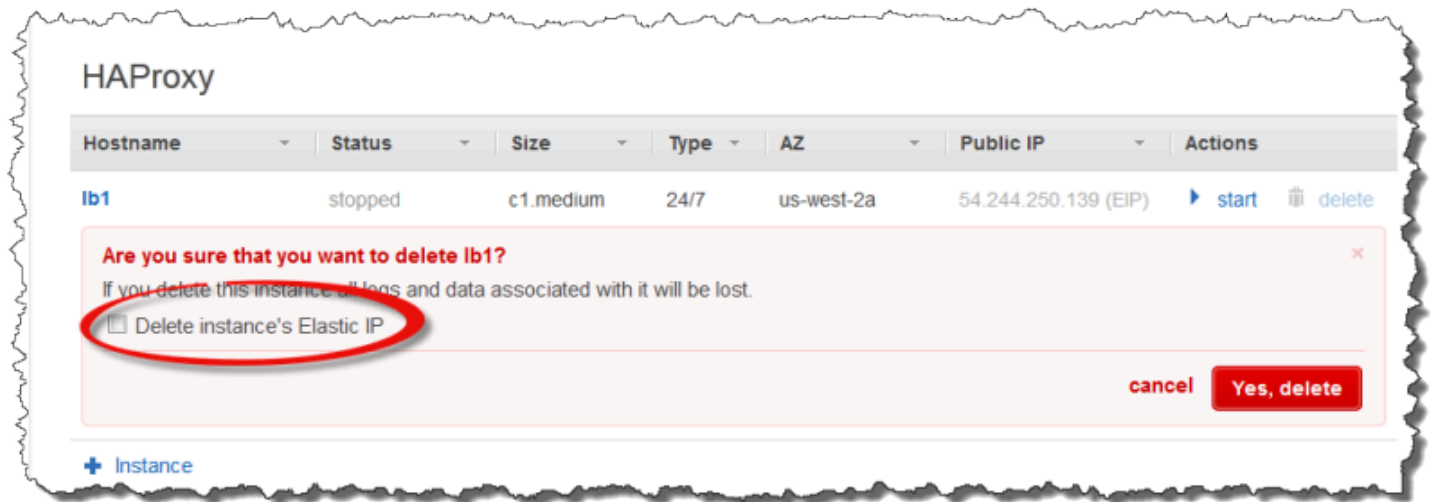 HAProxy
Hostname Status Size Type AZ Public IP Actions
lb1 stopped c1.medium 24/7 us-west-2a 54.244.250.139 (EIP) start delete
Are you sure that you want to delete lb1?
If you delete this instance all logs and data associated with it will be lost.
Delete instance's Elastic IP
cancel Yes, delete
Instance